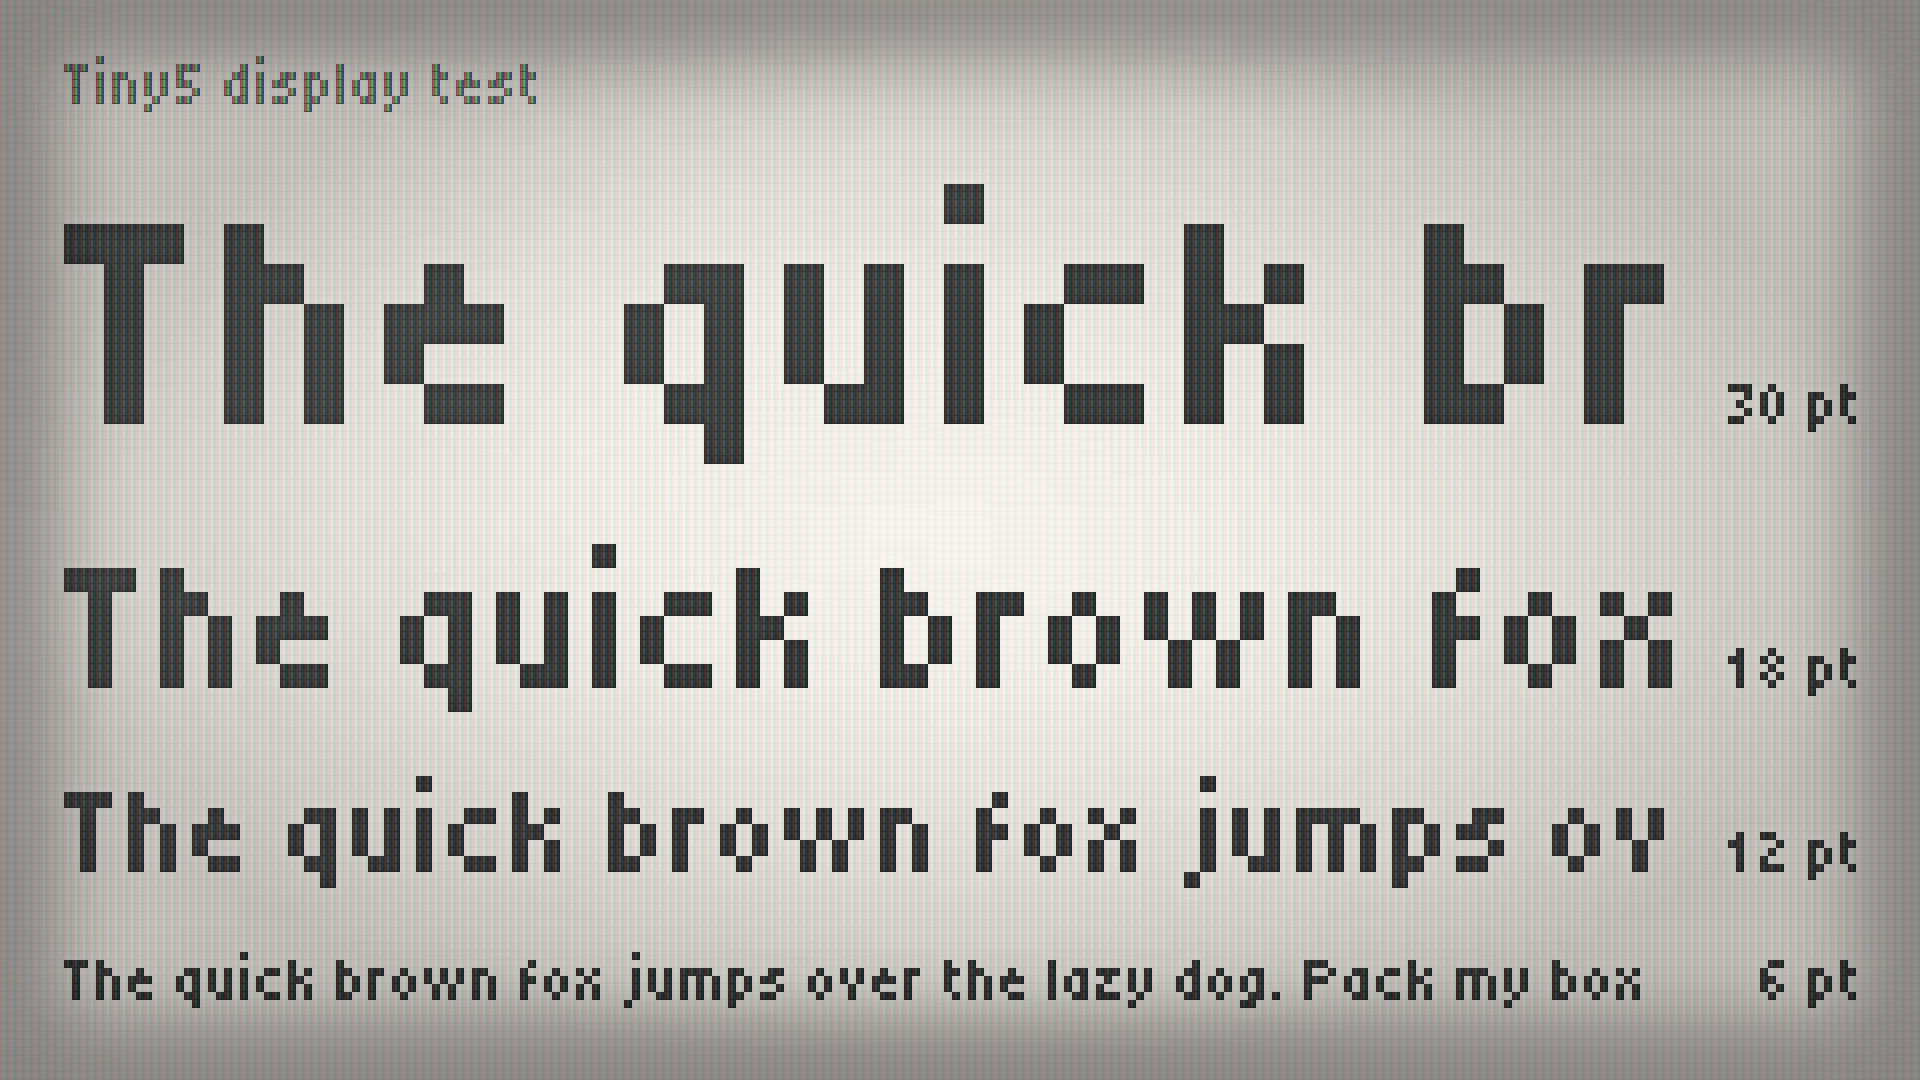 Tiny5 display test
The quick br 30 pt
The quick brown fox 18 pt
The quick brown fox jumps ov 12 pt
The quick brown fox jumps over the lazy dog. Pack my box 6 pt